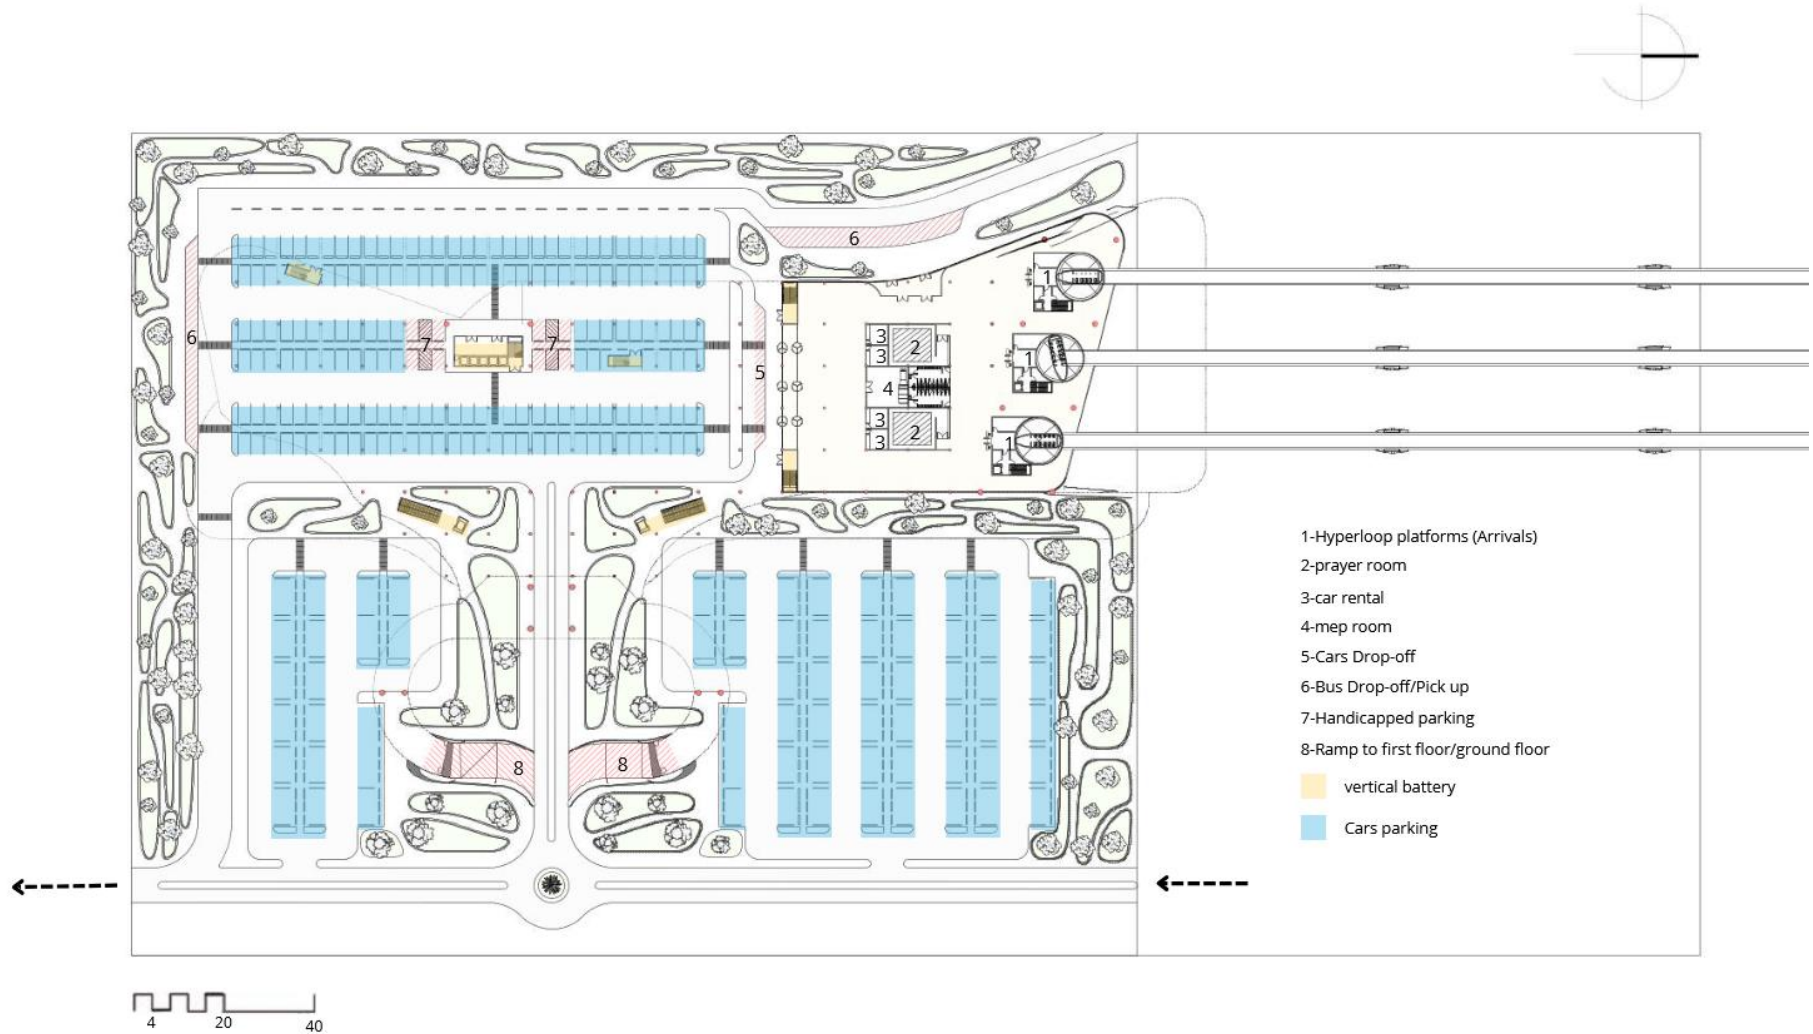 6
1
6
7
7
3
2
3
1
5
4
3
2
3
1
8
8
1-Hyperloop platforms (Arrivals)
2-prayer room
3-car rental
4-mep room
5-Cars Drop-off
6-Bus Drop-off/Pick up
7-Handicapped parking
8-Ramp to first floor/ground floor
vertical battery
Cars parking
4 20 40